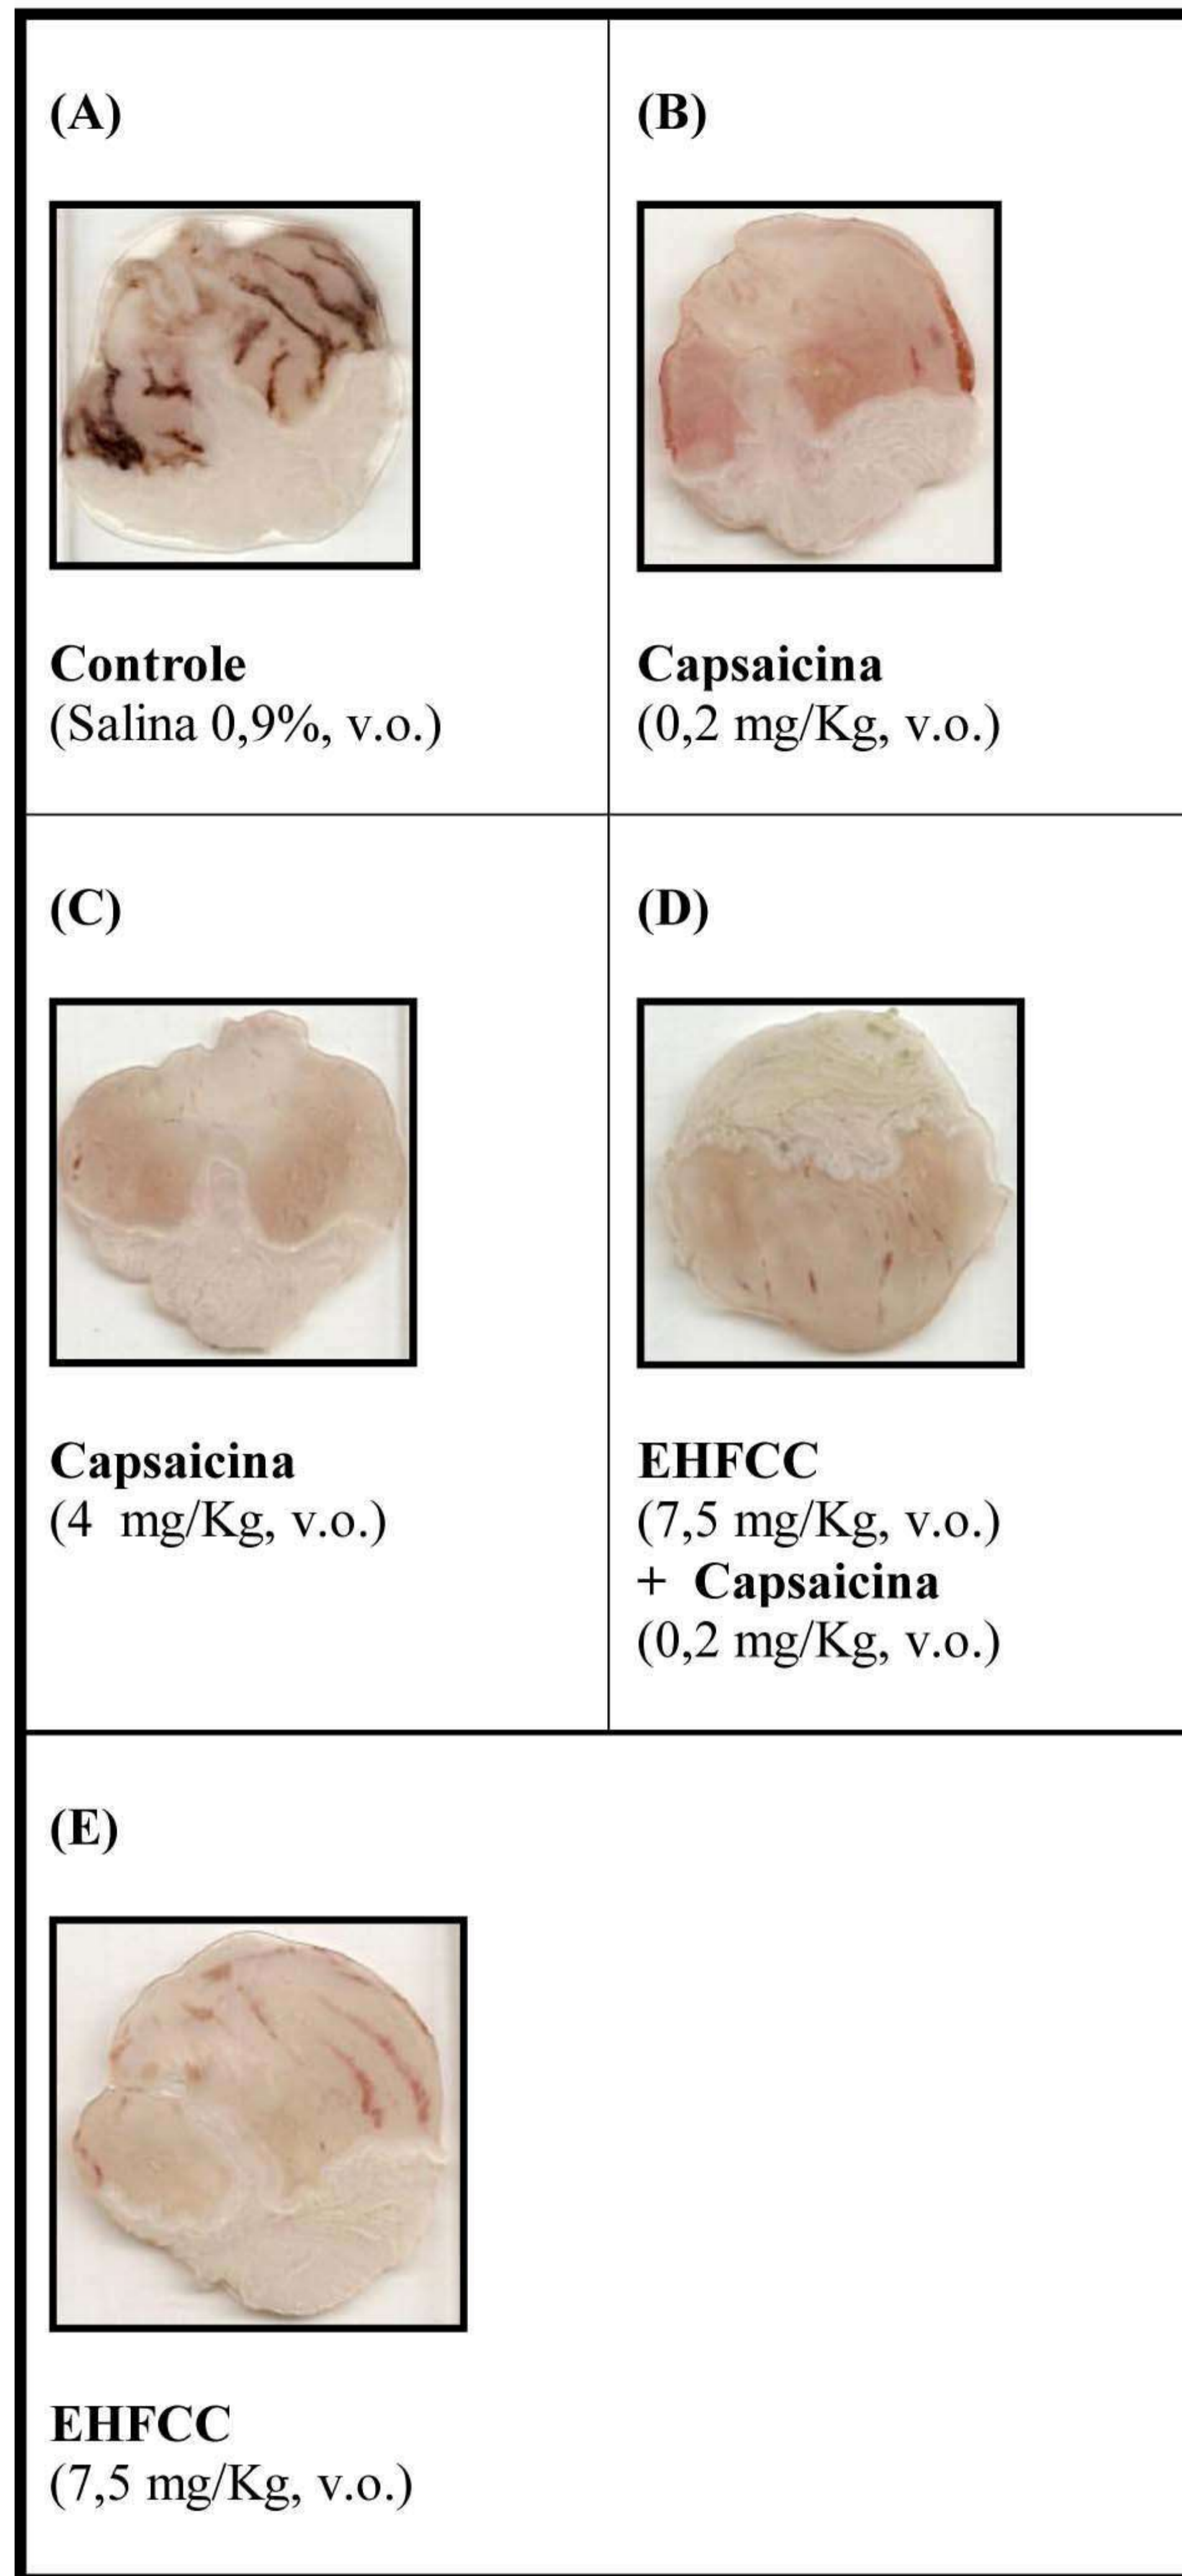 (A)
(B)
Controle
(Salina 0,9%, v.o.)
Capsaicina
(0,2 mg/Kg, v.o.)
(C)
(D)
Capsaicina
(4 mg/Kg, v.o.)
EHFCC
(7,5 mg/Kg, v.o.)
+ Capsaicina
(0,2 mg/Kg, v.o.)
(E)
EHFCC
(7,5 mg/Kg, v.o.)